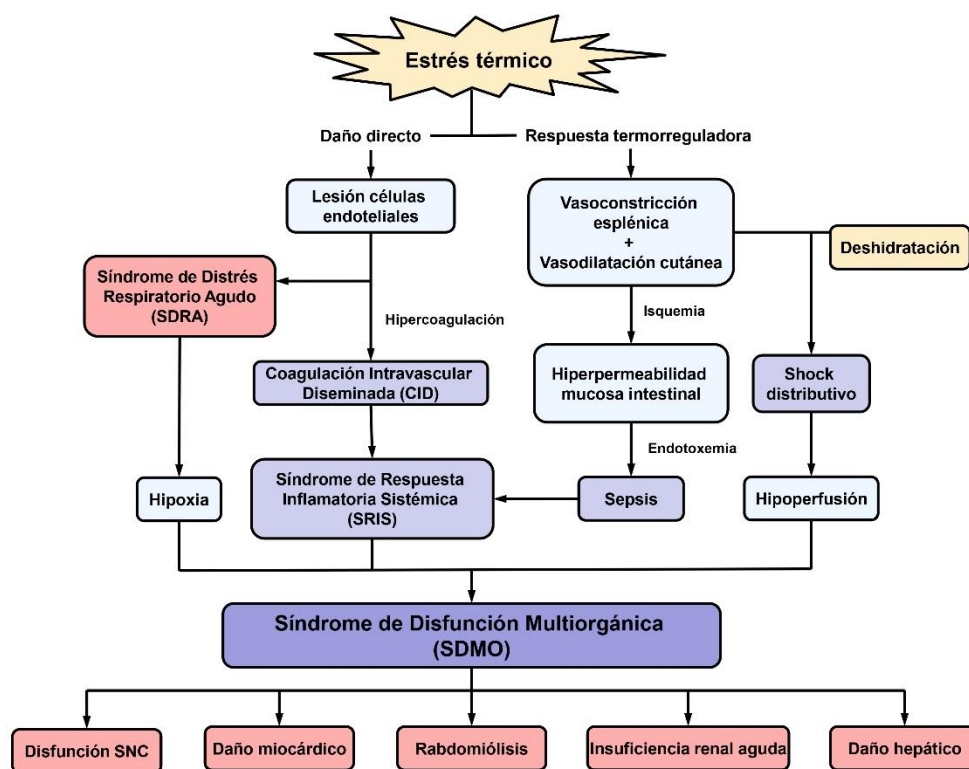 Estrés térmico
Daño directo
Respuesta termorreguladora
Lesión células
endoteliales
Vasoconstricción
esplénica
+
Vasodilatación cutánea
Deshidratación
Síndrome de Distrés
Respiratorio Agudo
(SDRA)
Hipercoagulación
Isquemia
Coagulación Intravascular
Diseminada (CID)
Hiperpermeabilidad
mucosa intestinal
Shock
distributivo
Endotoxemia
Hipoxia
Síndrome de Respuesta
Inflamatoria Sistémica
(SRIS)
Sepsis
Hipoperfusión
Síndrome de Disfunción Multiorgánica
(SDMO)
Disfunción SNC
Daño miocárdico
Rabdomiólisis
Insuficiencia renal aguda
Daño hepático